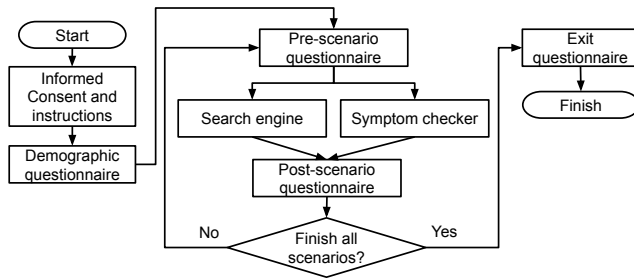 Start
Informed
Consent and
instructions
Demographic
questionnaire
Pre-scenario
questionnaire
Search engine
Symptom checker
Post-scenario
questionnaire
Finish all
scenarios?
No
Yes
Exit
questionnaire
Finish